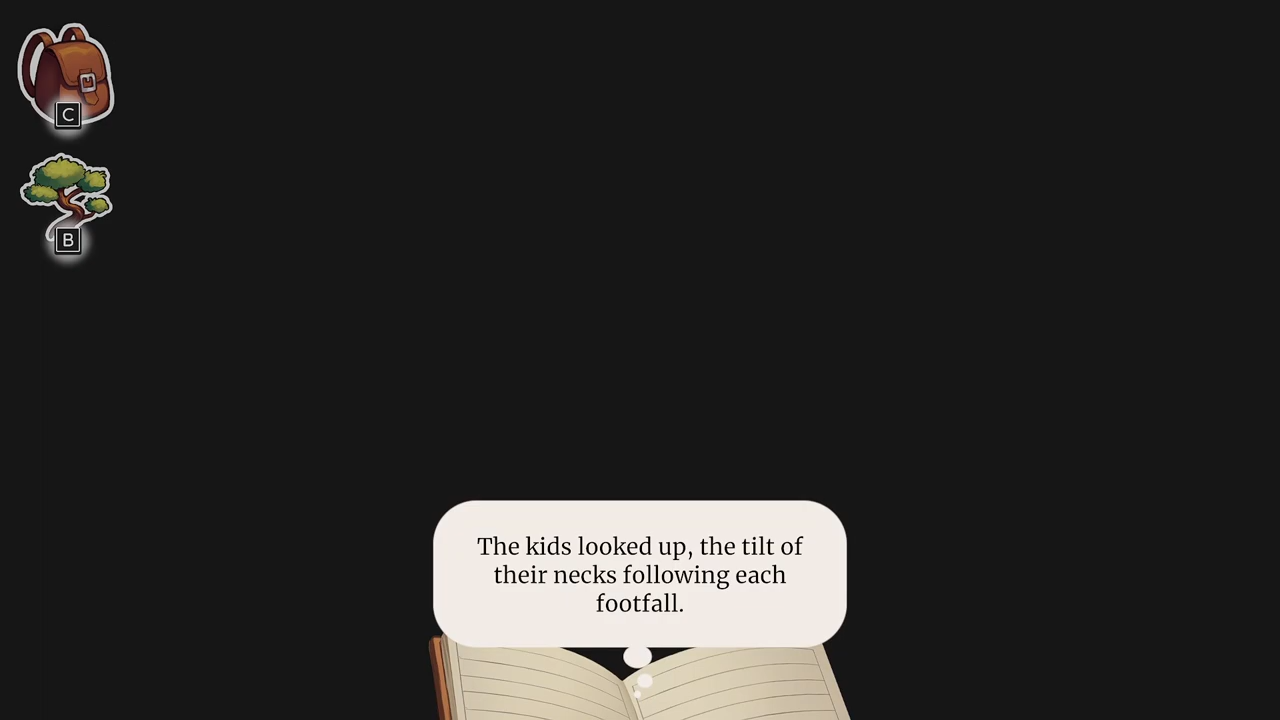 C
B
The kids looked up, the tilt of
their necks following each
footfall.